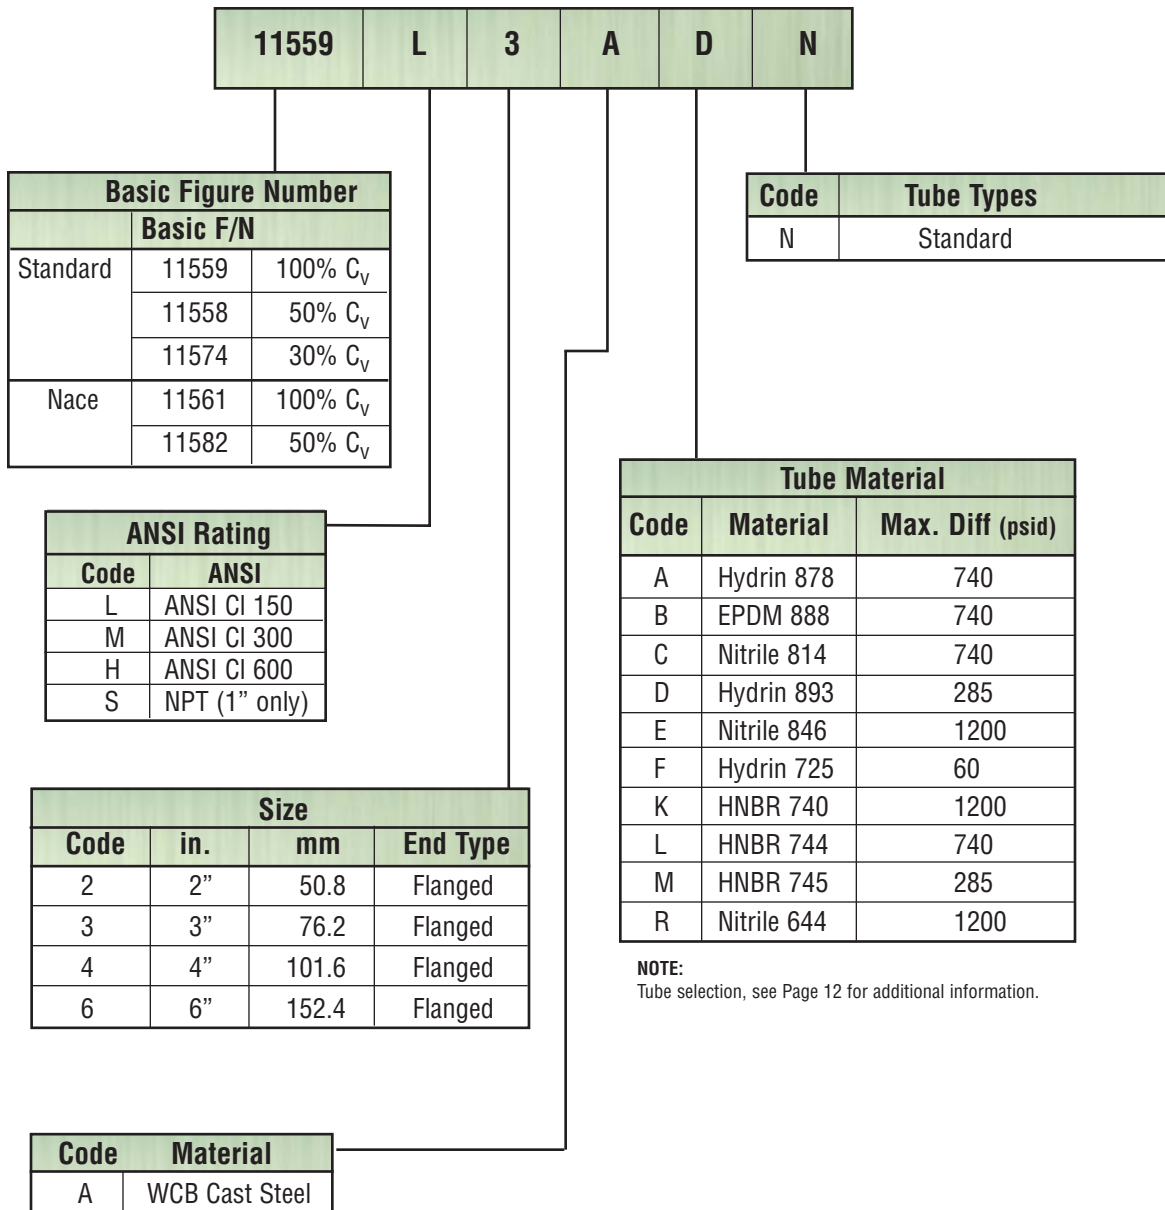 11559 L 3 A D N
Basic Figure Number
Basic F/N
Standard 11559 100% Cv
11558 50% Cv
11574 30% Cv
Nace 11561 100% Cv
11582 50% Cv
Code Tube Types
N Standard
ANSI Rating
Code ANSI
L ANSI Cl 150
M ANSI Cl 300
H ANSI Cl 600
S NPT (1” only)
Tube Material
Code Material Max. Diff (psid)
A Hydrin 878 740
B EPDM 888 740
C Nitrile 814 740
D Hydrin 893 285
E Nitrile 846 1200
F Hydrin 725 60
K HNBR 740 1200
L HNBR 744 740
M HNBR 745 285
R Nitrile 644 1200
NOTE:
Tube selection, see Page 12 for additional information.
Size
Code in. mm End Type
2 2” 50.8 Flanged
3 3” 76.2 Flanged
4 4” 101.6 Flanged
6 6” 152.4 Flanged
Code Material
A WCB Cast Steel